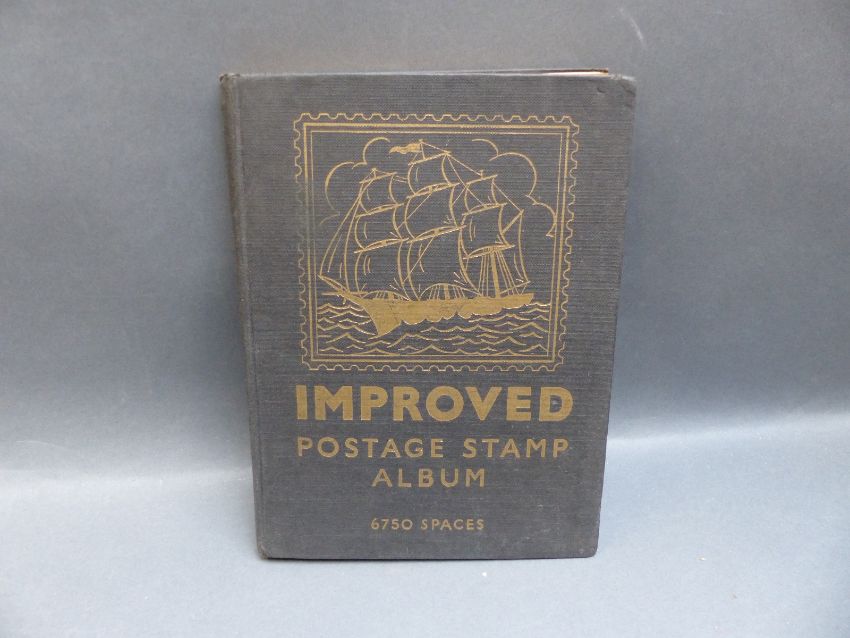 IMPROVED
POSTAGE STAMP
ALBUM
6750 SPACES